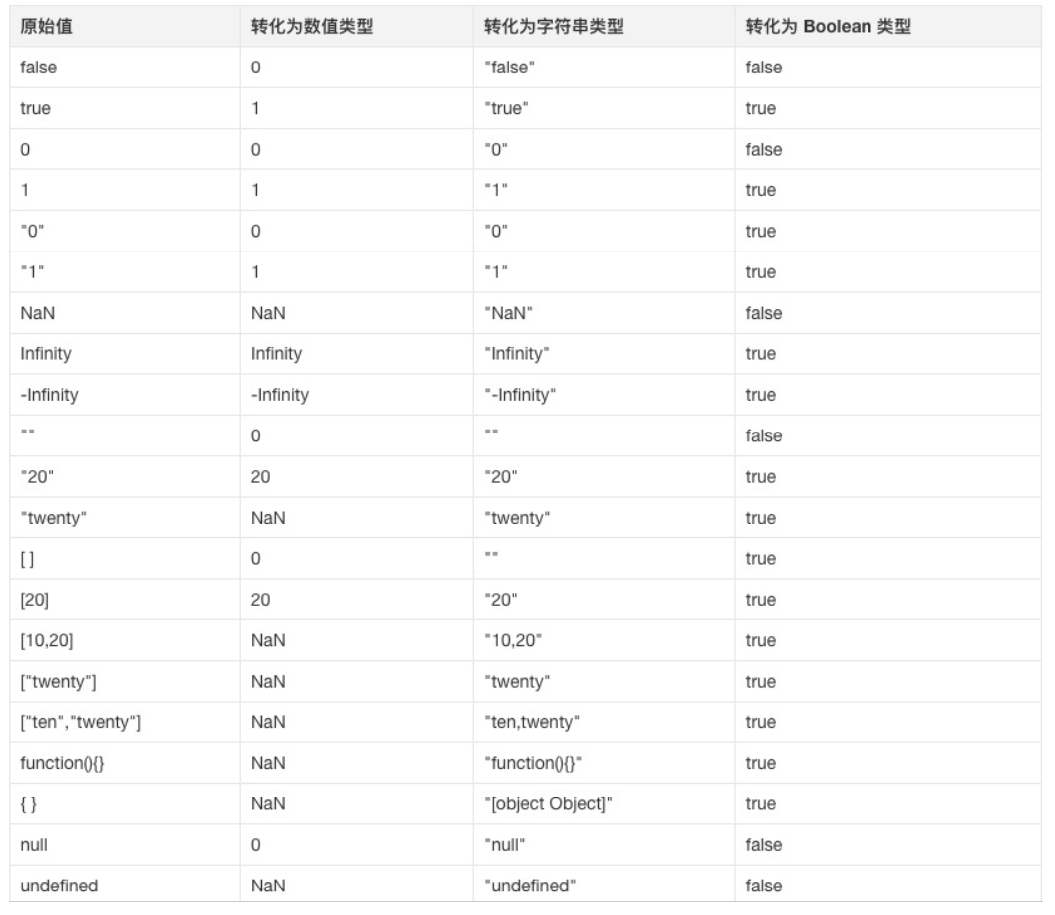 原始值 转化为数值类型 转化为字符串类型 转化为 Boolean 类型
false 0 "false" false
true 1 "true" true
0 0 "0" false
1 1 "1" true
"0" 0 "0" true
"1" 1 "1" true
NaN NaN "NaN" false
Infinity Infinity "Infinity" true
-Infinity -Infinity "-Infinity" true
"" 0 "" false
"20" 20 "20" true
"twenty" NaN "twenty" true
[ ] 0 "" true
[20] 20 "20" true
[10,20] NaN "10,20" true
["twenty"] NaN "twenty" true
["ten","twenty"] NaN "ten,twenty" true
function(){} NaN "function(){}" true
{ } NaN "[object Object]" true
null 0 "null" false
undefined NaN "undefined" false